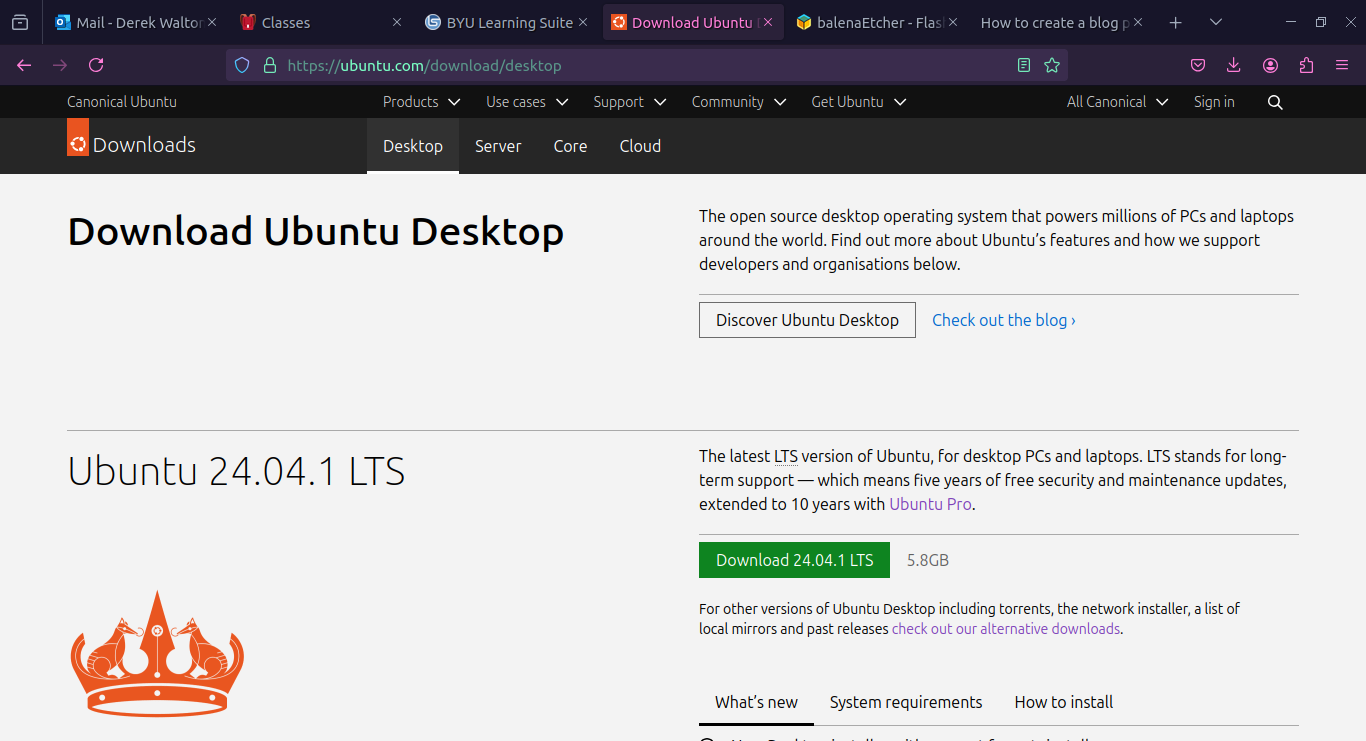 Mail - Derek Walton
Classes
BYU Learning Suite
Download Ubuntu
balenaEtcher - Flas
How to create a blog p
https://ubuntu.com/download/desktop
Canonical Ubuntu
Products
Use cases
Support
Community
Get Ubuntu
All Canonical
Sign in
Downloads
Desktop
Server
Core
Cloud
Download Ubuntu Desktop
The open source desktop operating system that powers millions of PCs and laptops
around the world. Find out more about Ubuntu’s features and how we support
developers and organisations below.
Discover Ubuntu Desktop
Check out the blog ›
Ubuntu 24.04.1 LTS
The latest LTS version of Ubuntu, for desktop PCs and laptops. LTS stands for long-
term support — which means five years of free security and maintenance updates,
extended to 10 years with Ubuntu Pro.
Download 24.04.1 LTS
5.8GB
For other versions of Ubuntu Desktop including torrents, the network installer, a list of
local mirrors and past releases check out our alternative downloads.
What’s new
System requirements
How to install